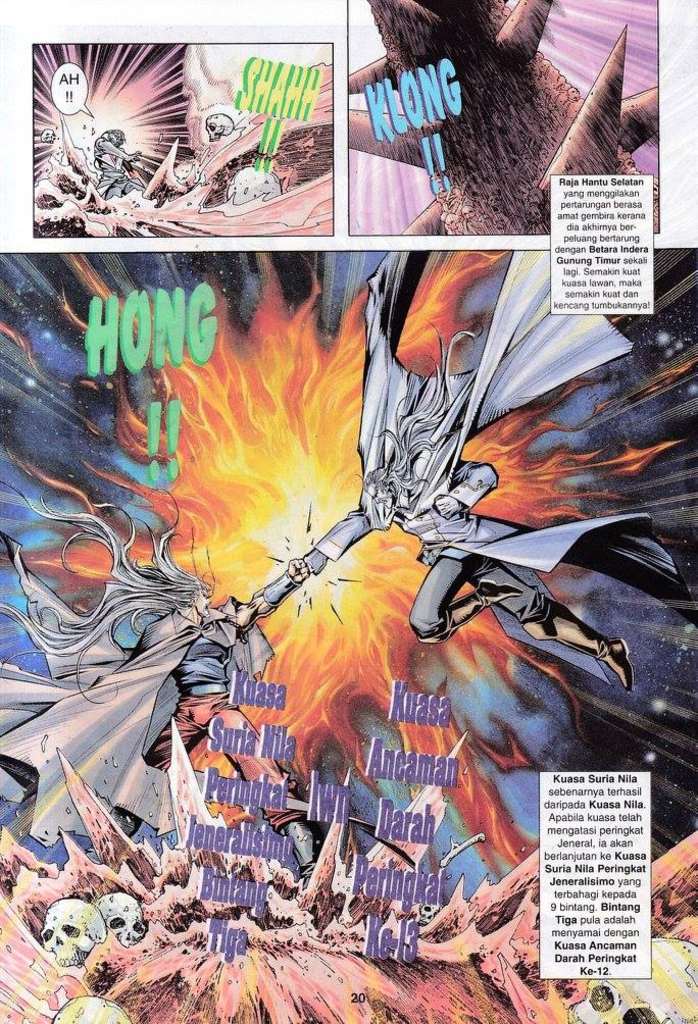 AH
!!
SHAHH
!!
KLONG
!!
Raja Hantu Selatan
yang menggilakan
pertarungan berasa
amat gembira kerana
dia akhirnya ber-
peluang bertarung
dengan Betara Indera
Gunung Timur sekali
lagi. Semakin kuat
kuasa lawan, maka
semakin kuat dan
kencang tumbukannya!
HONG
!!
Kuasa
Suria Nila
Peringkat
Jeneralisimo
Bintang
Tiga
lwn
Kuasa
Ancaman
Darah
Peringkat
Ke-13
Kuasa Suria Nila
sebenarnya terhasil
daripada Kuasa Nila.
Apabila kuasa telah
mengatasi peringkat
Jeneral, ia akan
berlanjutan ke Kuasa
Suria Nila Peringkat
Jeneralisimo yang
terbahagi kepada
9 bintang. Bintang
Tiga pula adalah
menyamai dengan
Kuasa Ancaman
Darah Peringkat
Ke-12.
20